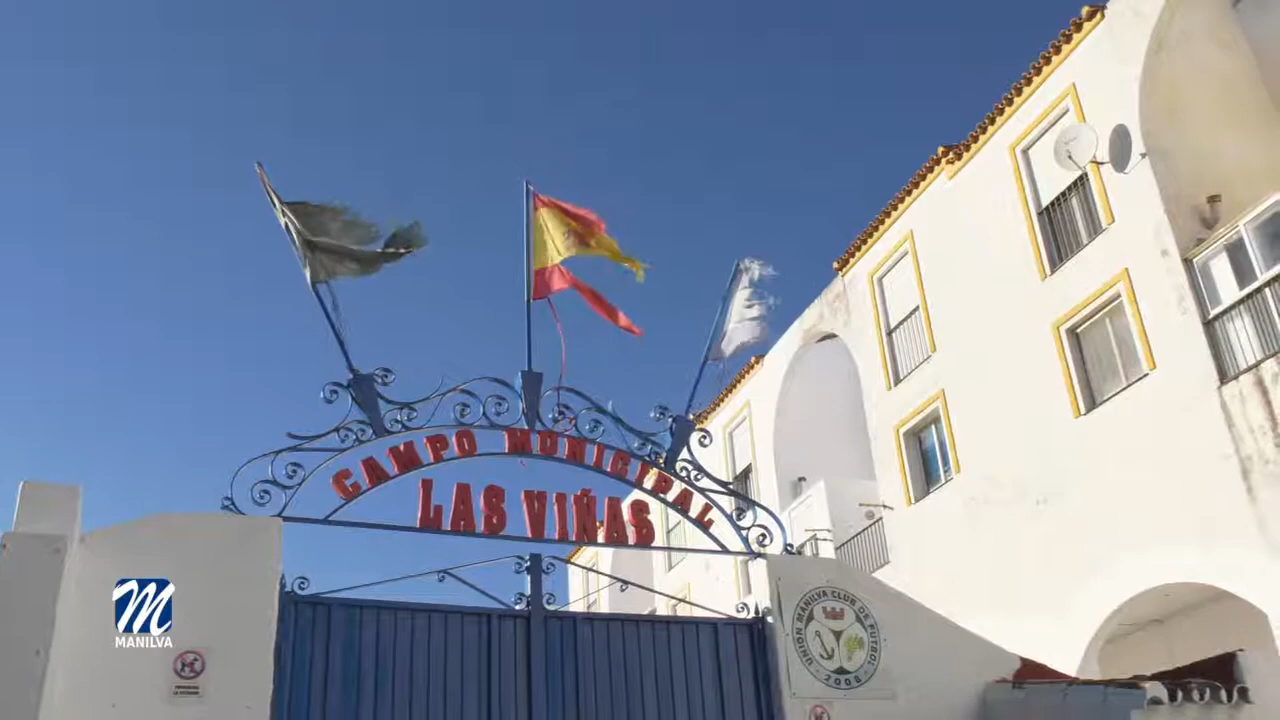 CAMPO MUNICIPAL
LAS VIÑAS
MANILVA
UNION MANILVA CLUB DE FUTBOL
· 2008 ·